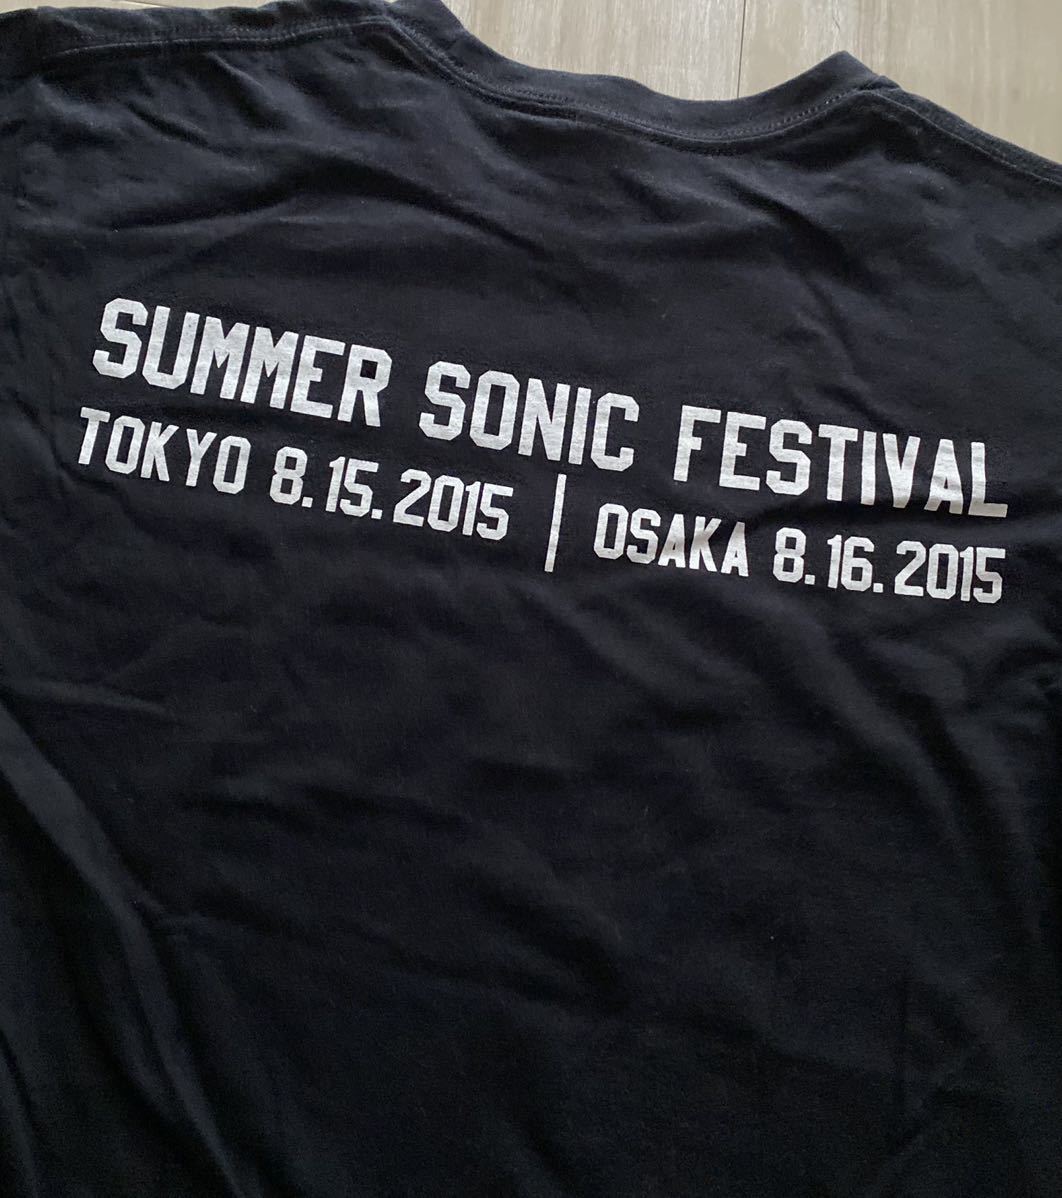 SUMMER SONIC FESTIVAL
TOKYO 8.15.2015 | OSAKA 8.16.2015